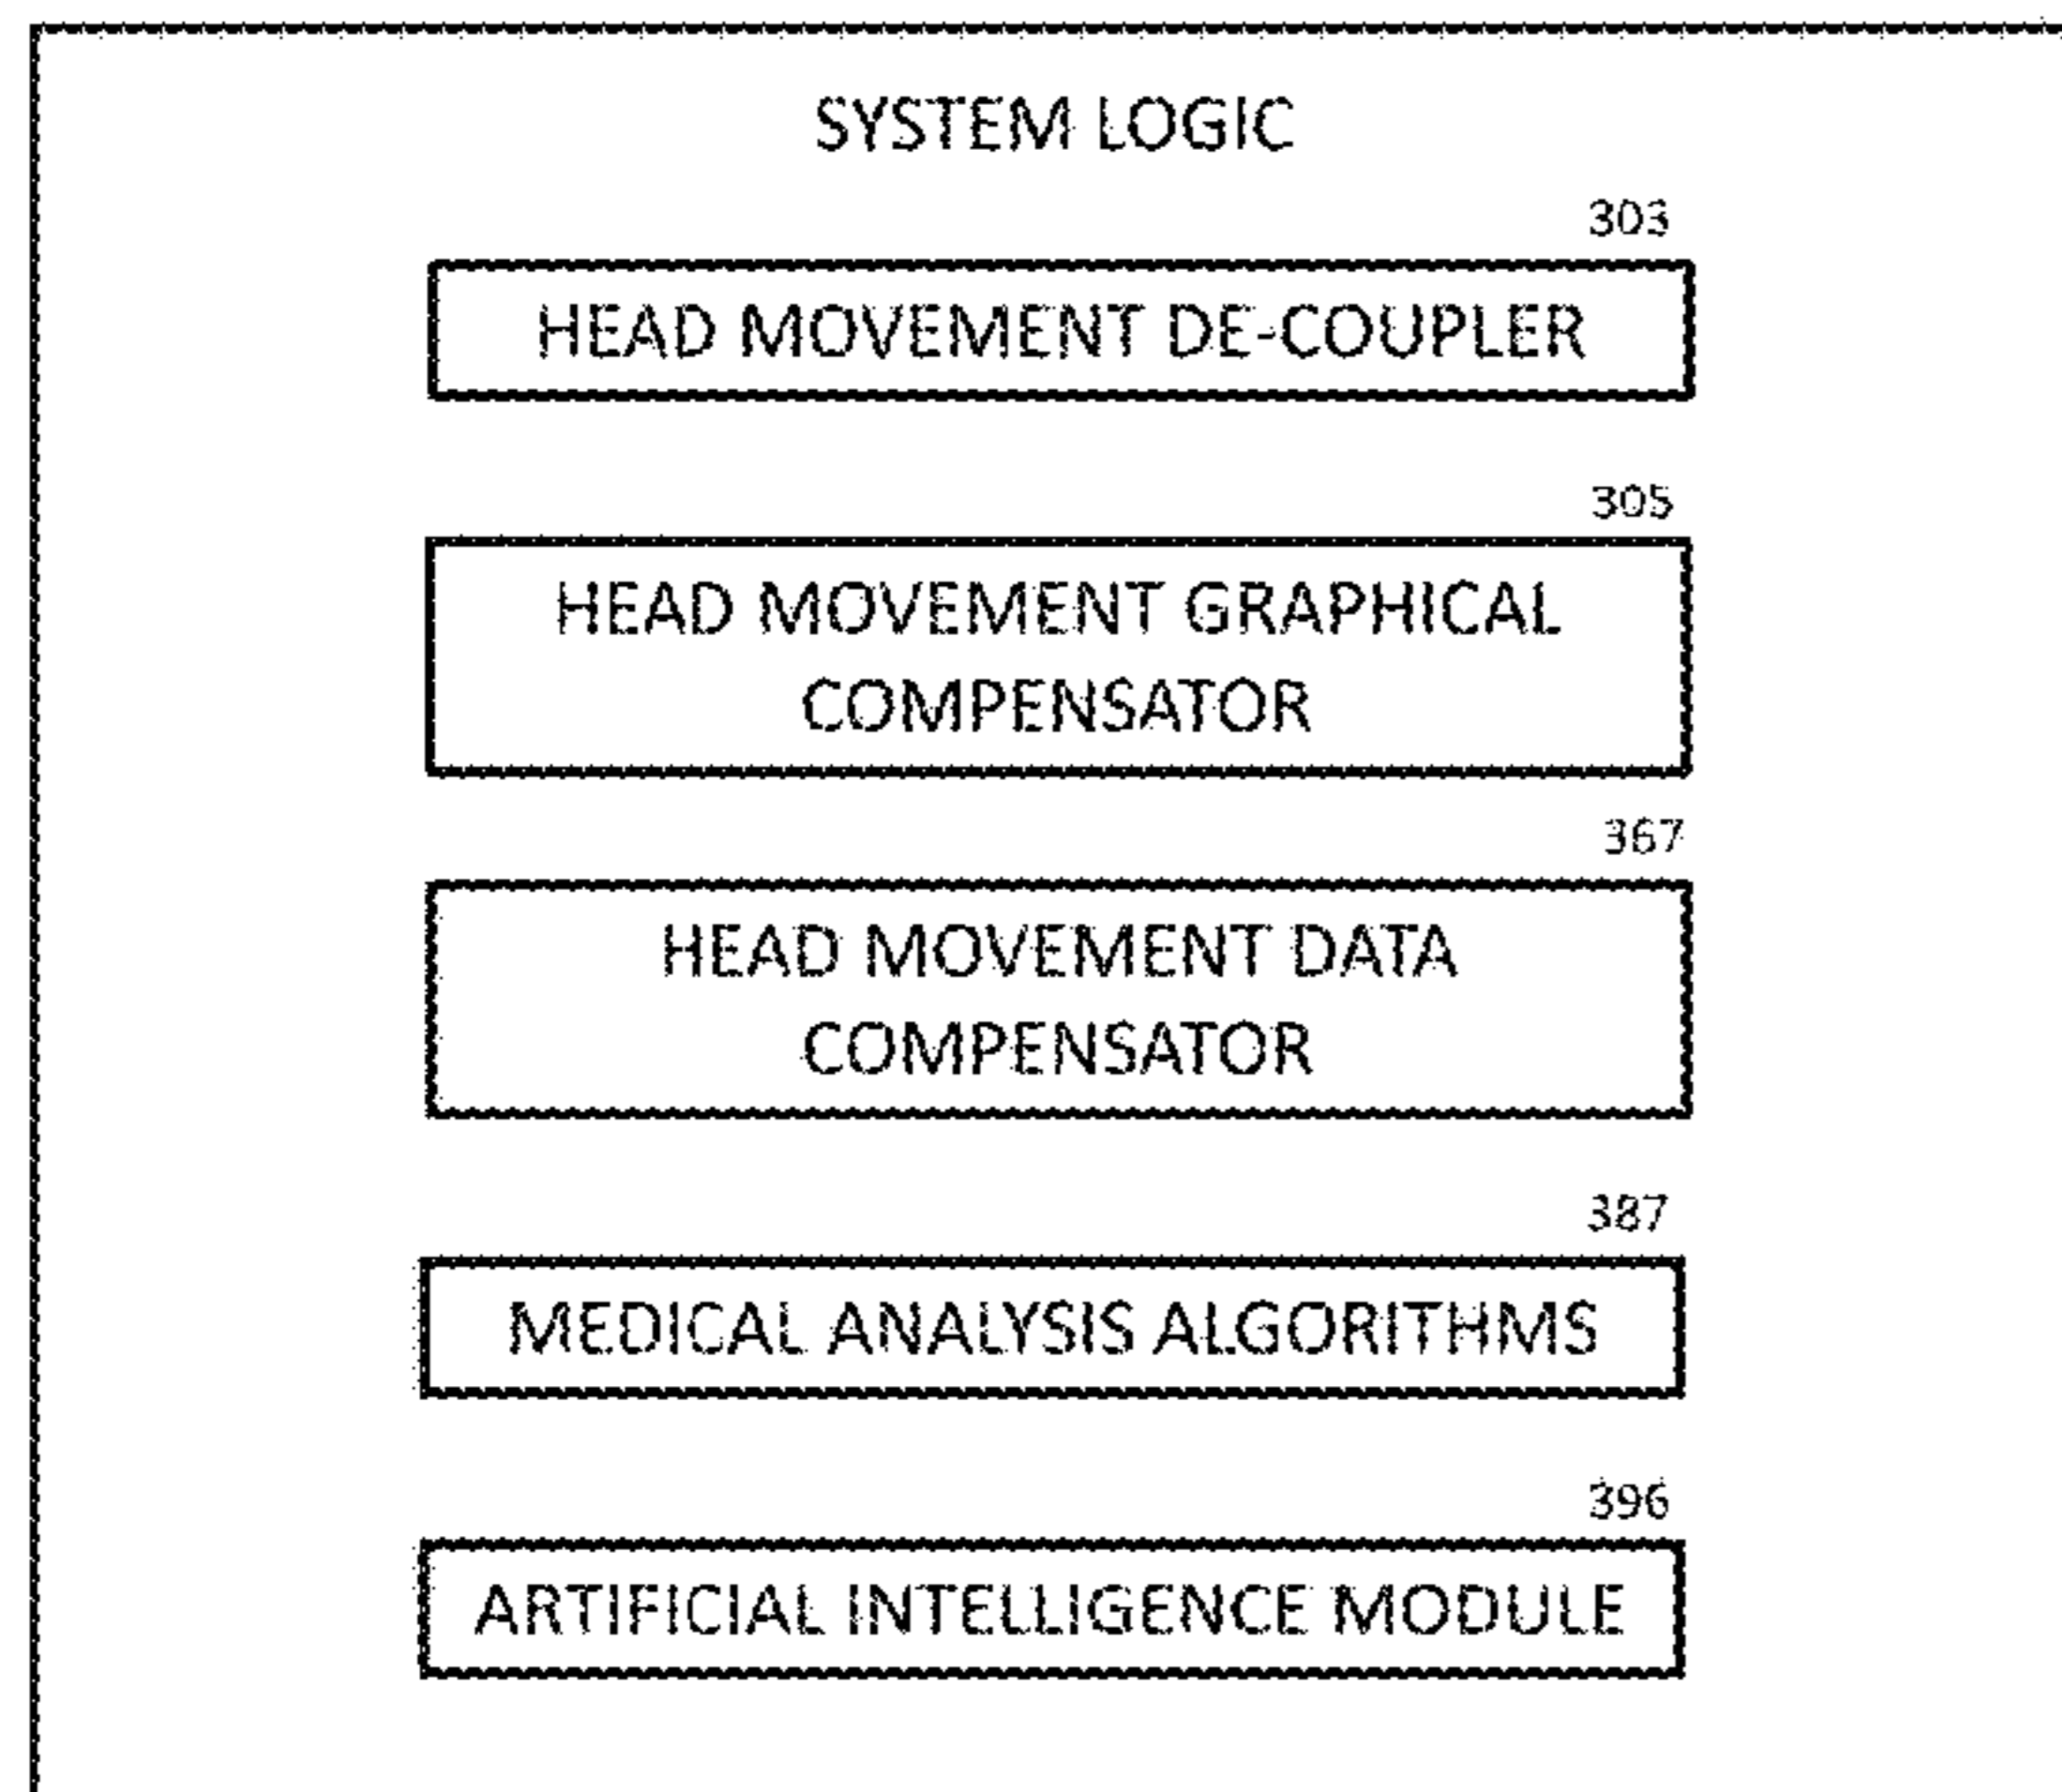 SYSTEM LOGIC
303
HEAD MOVEMENT DE-COUPLER
305
HEAD MOVEMENT GRAPHICAL
COMPENSATOR
367
HEAD MOVEMENT DATA
COMPENSATOR
387
MEDICAL ANALYSIS ALGORITHMS
396
ARTIFICIAL INTELLIGENCE MODULE